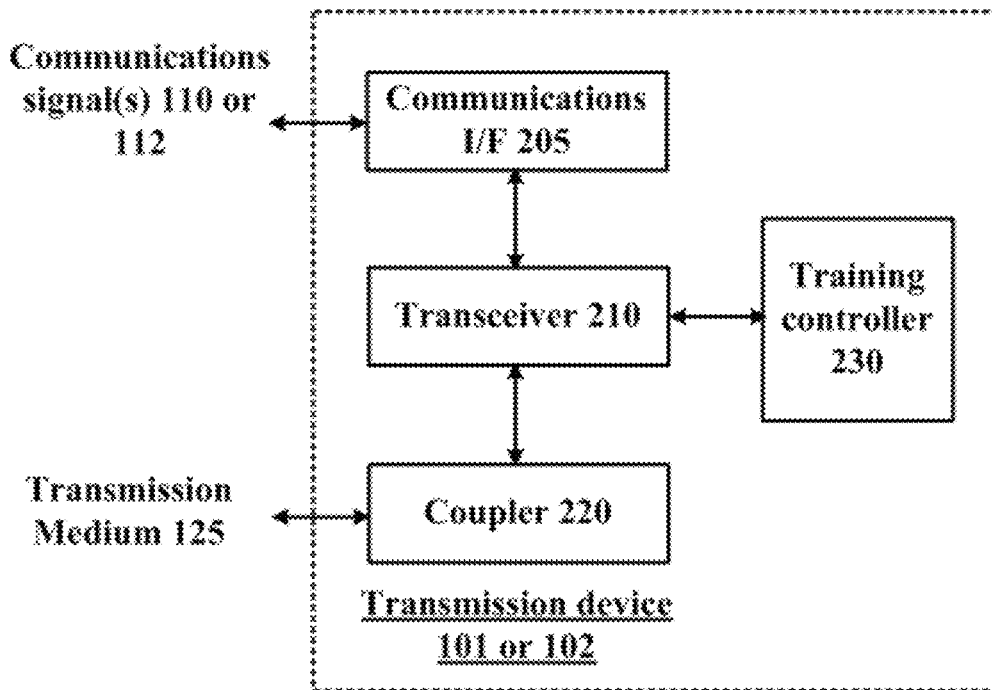 Communications
signal(s) 110 or
112
Communications
I/F 205
Transceiver 210
Training
controller
230
Transmission
Medium 125
Coupler 220
Transmission device
101 or 102